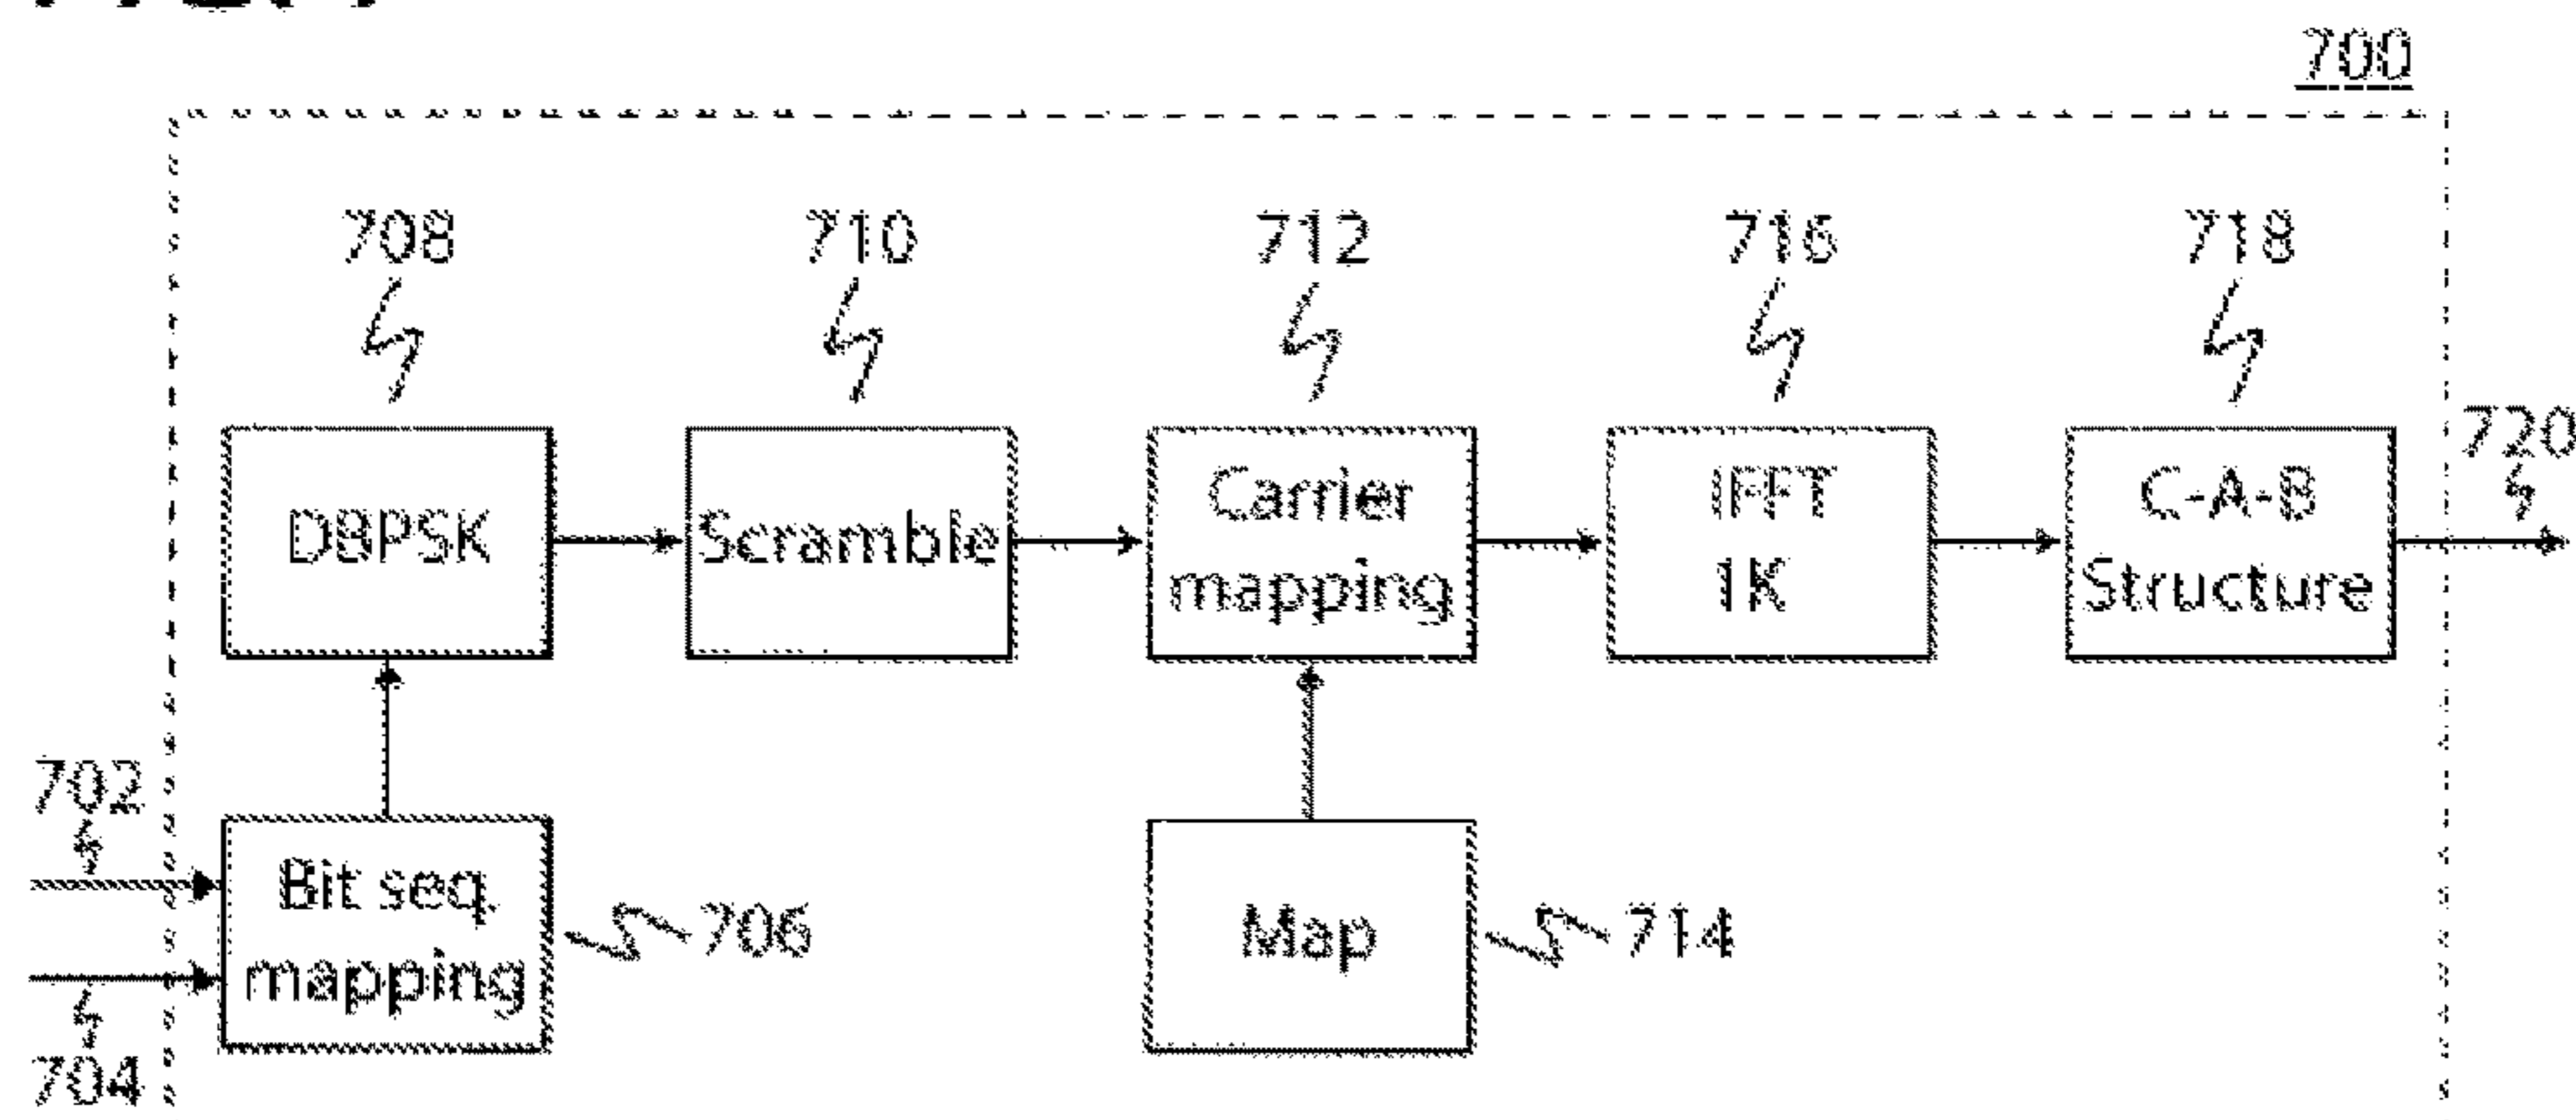 700
708
710
712
716
718
720
DBPSK
Scramble
Carrier
mapping
IFFT
1K
C-A-B
Structure
702
704
Bit seq.
mapping
706
Map
714